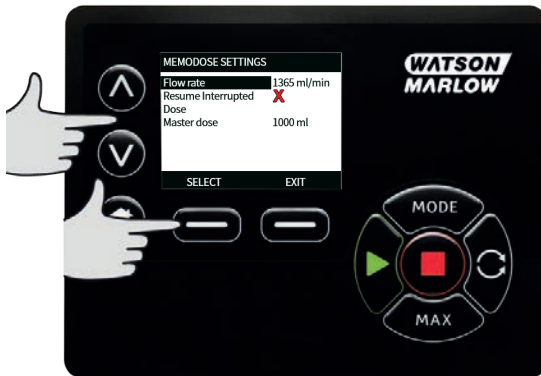 MEMODOSE SETTINGS
Flow rate 1365 ml/min
Resume Interrupted X
Dose
Master dose 1000 ml
SELECT EXIT
WATSON
MARLOW
MODE
MAX